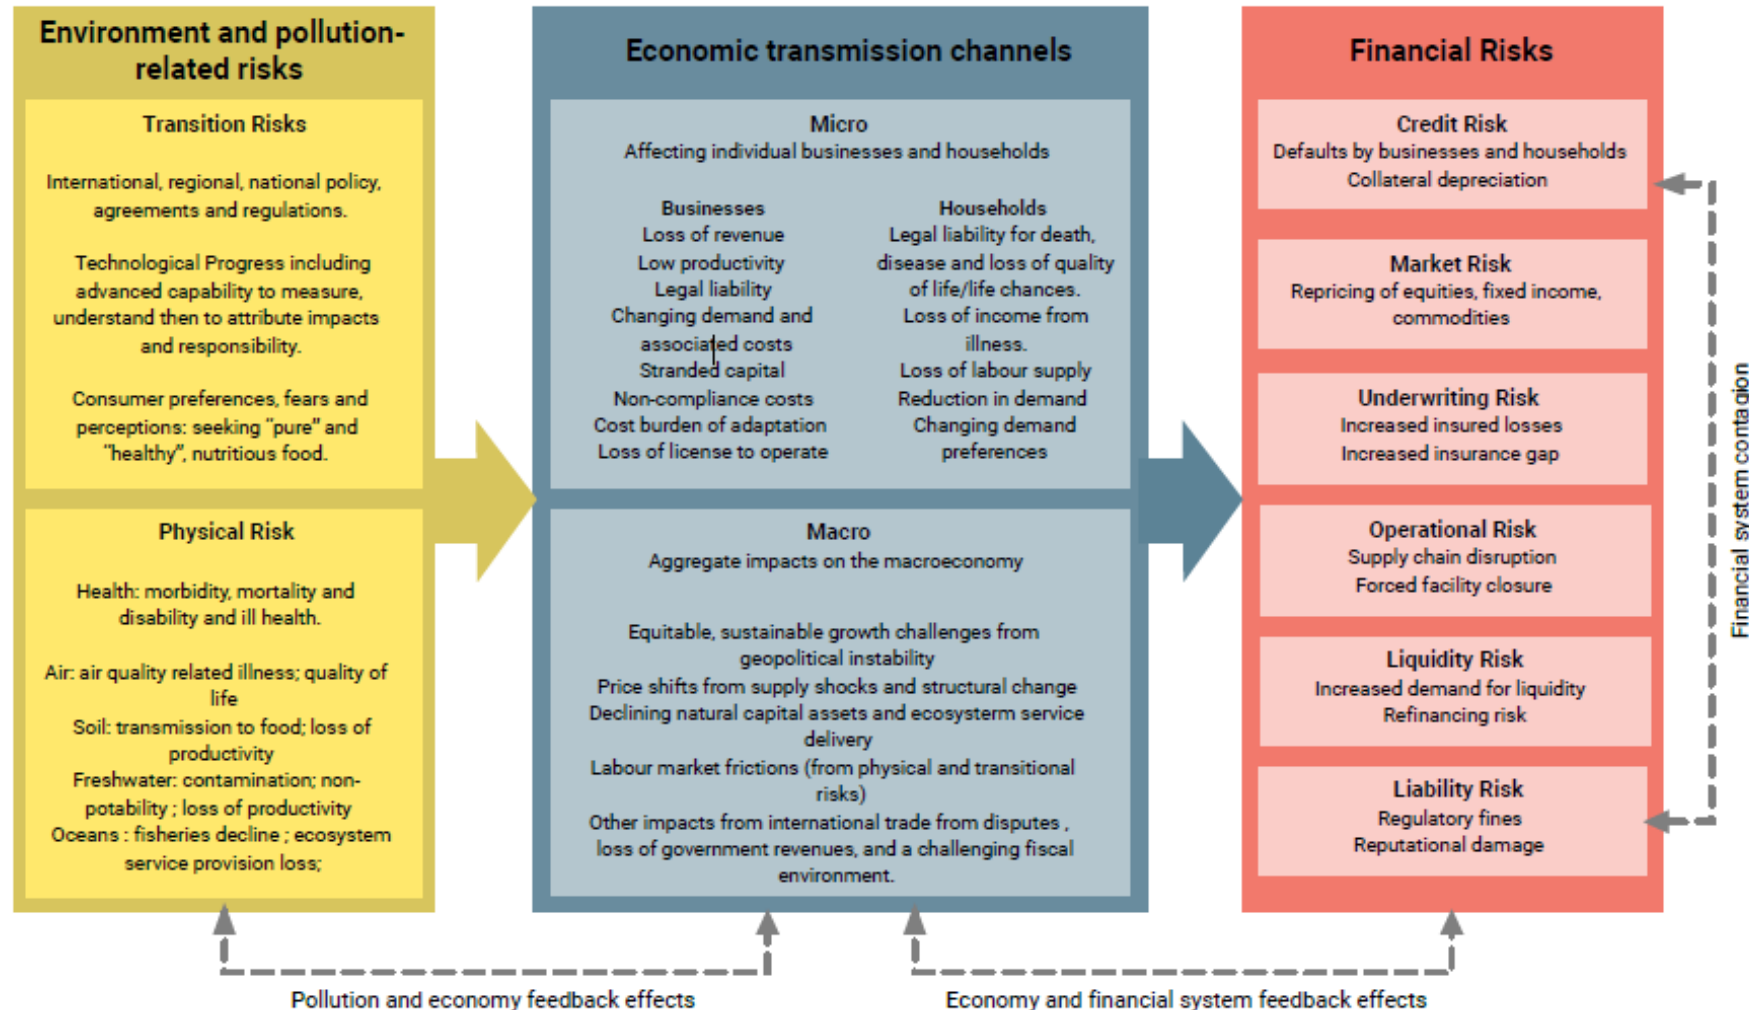 Environment and pollution-
related risks
Transition Risks
International, regional, national policy,
agreements and regulations.
Technological Progress including
advanced capability to measure,
understand then to attribute impacts
and responsibility.
Consumer preferences, fears and
perceptions: seeking "pure" and
"healthy", nutritious food.
Physical Risk
Health: morbidity, mortality and
disability and ill health.
Air: air quality related illness; quality of
life
Soil: transmission to food; loss of
productivity
Freshwater: contamination; non-
potability ; loss of productivity
Oceans : fisheries decline ; ecosystem
service provision loss;
Economic transmission channels
Micro
Affecting individual businesses and households
Businesses
Loss of revenue
Low productivity
Legal liability
Changing demand and
associated costs
Stranded capital
Non-compliance costs
Cost burden of adaptation
Loss of license to operate
Households
Legal liability for death,
disease and loss of quality
of life/life chances.
Loss of income from
illness.
Loss of labour supply
Reduction in demand
Changing demand
preferences
Macro
Aggregate impacts on the macroeconomy
Equitable, sustainable growth challenges from
geopolitical instability
Price shifts from supply shocks and structural change
Declining natural capital assets and ecosysterm service
delivery
Labour market frictions (from physical and transitional
risks)
Other impacts from international trade from disputes ,
loss of government revenues, and a challenging fiscal
environment.
Financial Risks
Credit Risk
Defaults by businesses and households
Collateral depreciation
Market Risk
Repricing of equities, fixed income,
commodities
Underwriting Risk
Increased insured losses
Increased insurance gap
Operational Risk
Supply chain disruption
Forced facility closure
Liquidity Risk
Increased demand for liquidity
Refinancing risk
Liability Risk
Regulatory fines
Reputational damage
Financial system contagion
Pollution and economy feedback effects
Economy and financial system feedback effects